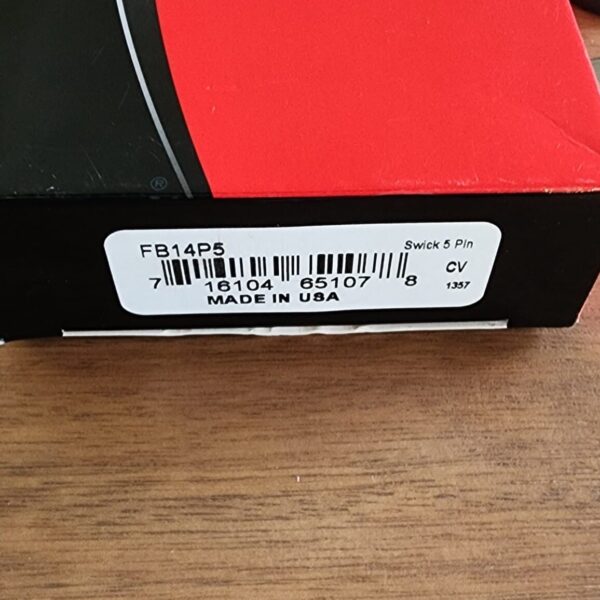 ®
FB14P5
Swick 5 Pin
7 16104 65107 8
CV
MADE IN USA
1357